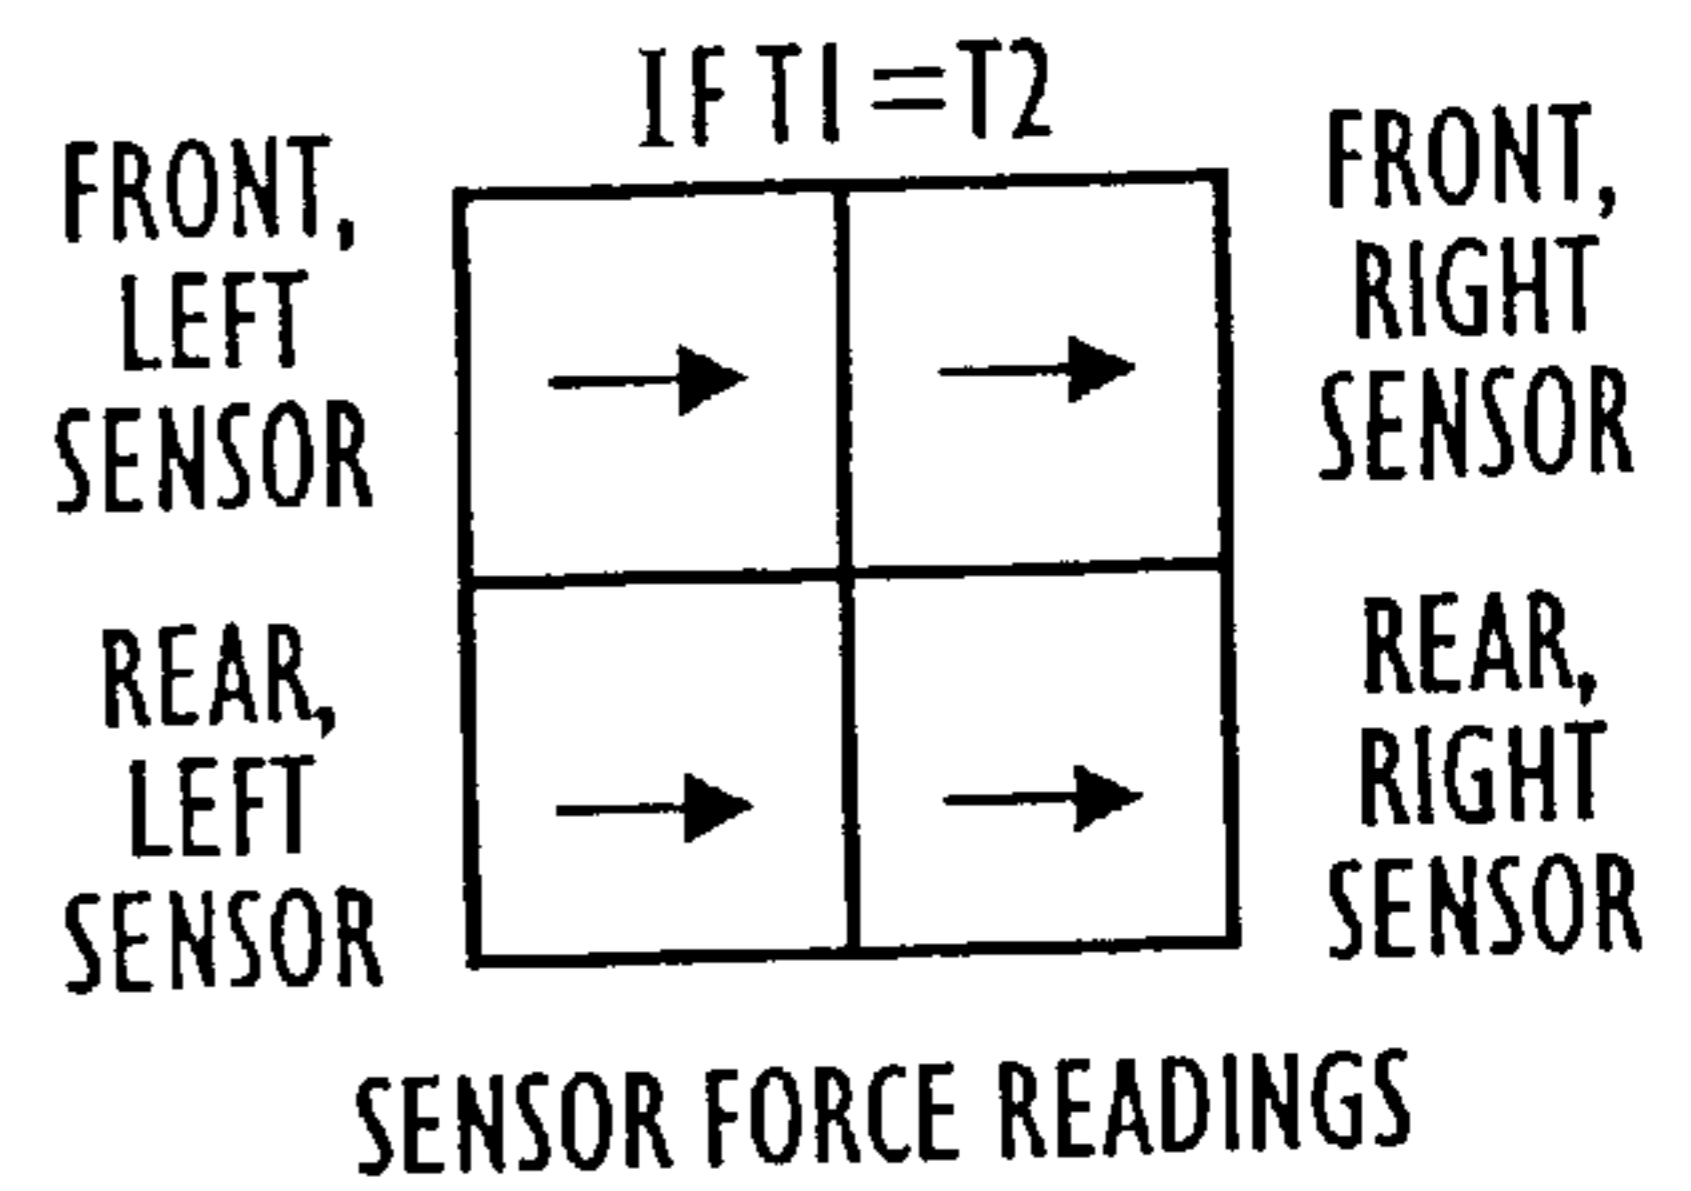 IF T1=T2
FRONT,
LEFT
SENSOR
FRONT,
RIGHT
SENSOR
REAR,
LEFT
SENSOR
REAR,
RIGHT
SENSOR
SENSOR FORCE READINGS